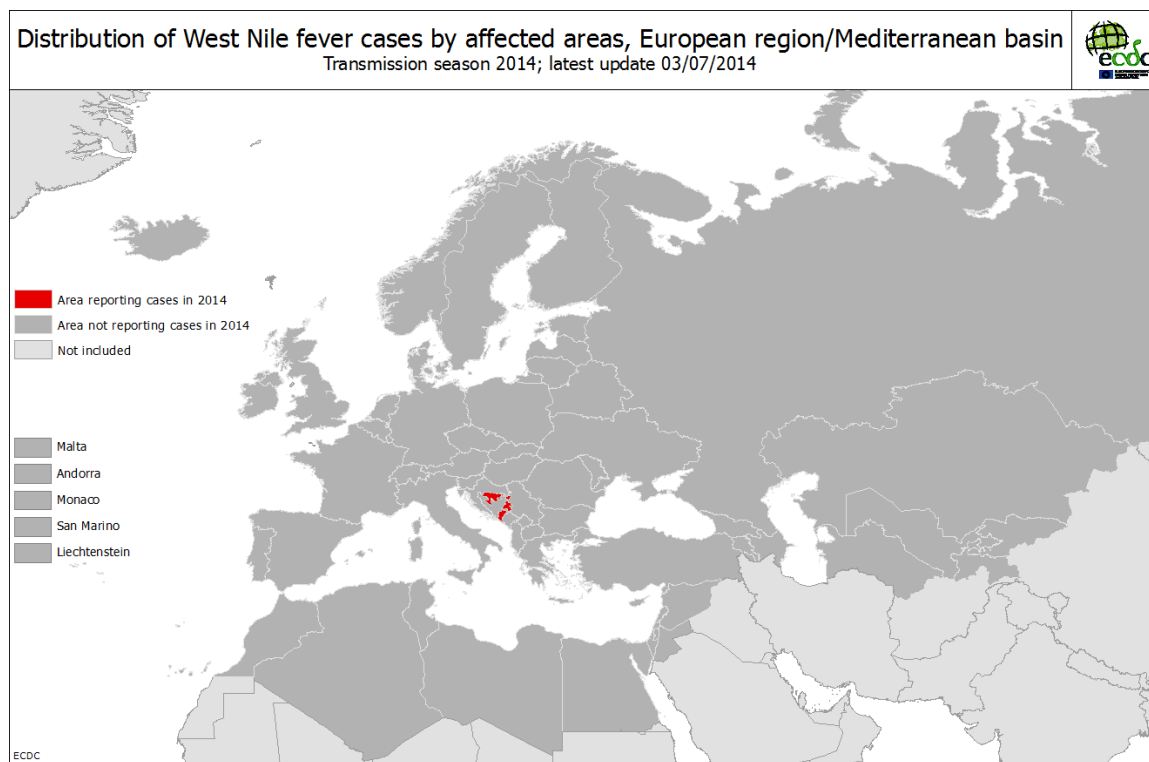 Distribution of West Nile fever cases by affected areas, European region/Mediterranean basin
Transmission season 2014; latest update 03/07/2014
ecdc
Area reporting cases in 2014
Area not reporting cases in 2014
Not included
Malta
Andorra
Monaco
San Marino
Liechtenstein
ECDC